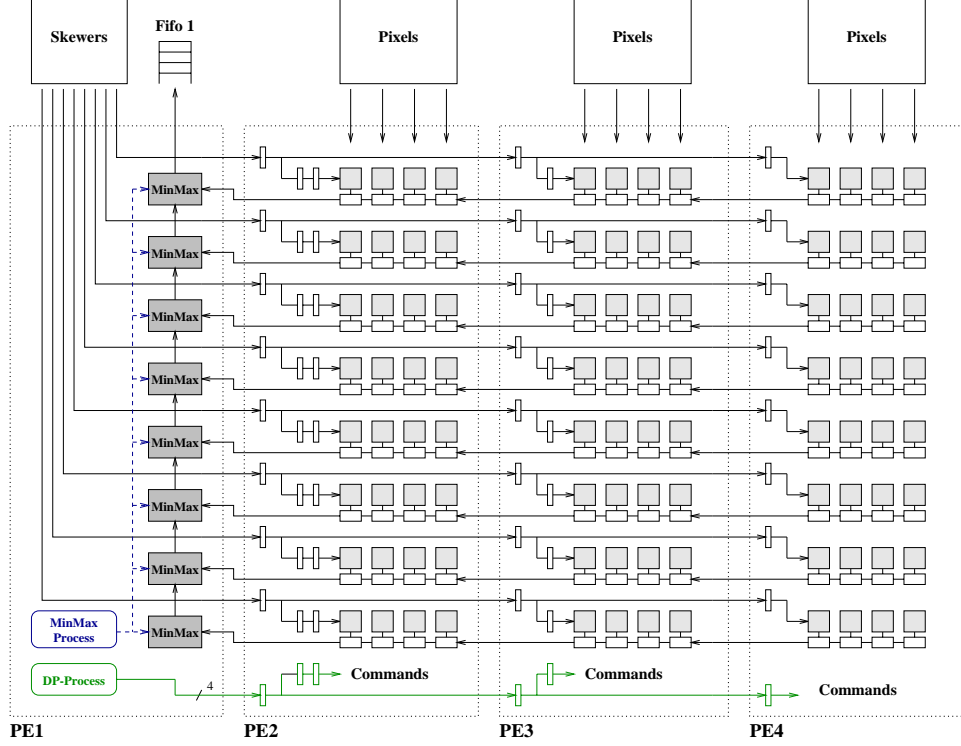 Skewers
Fifo 1
Pixels
Pixels
Pixels
MinMax
MinMax
MinMax
MinMax
MinMax
MinMax
MinMax
MinMax
MinMax
Process
DP-Process
4
Commands
Commands
Commands
PE1
PE2
PE3
PE4